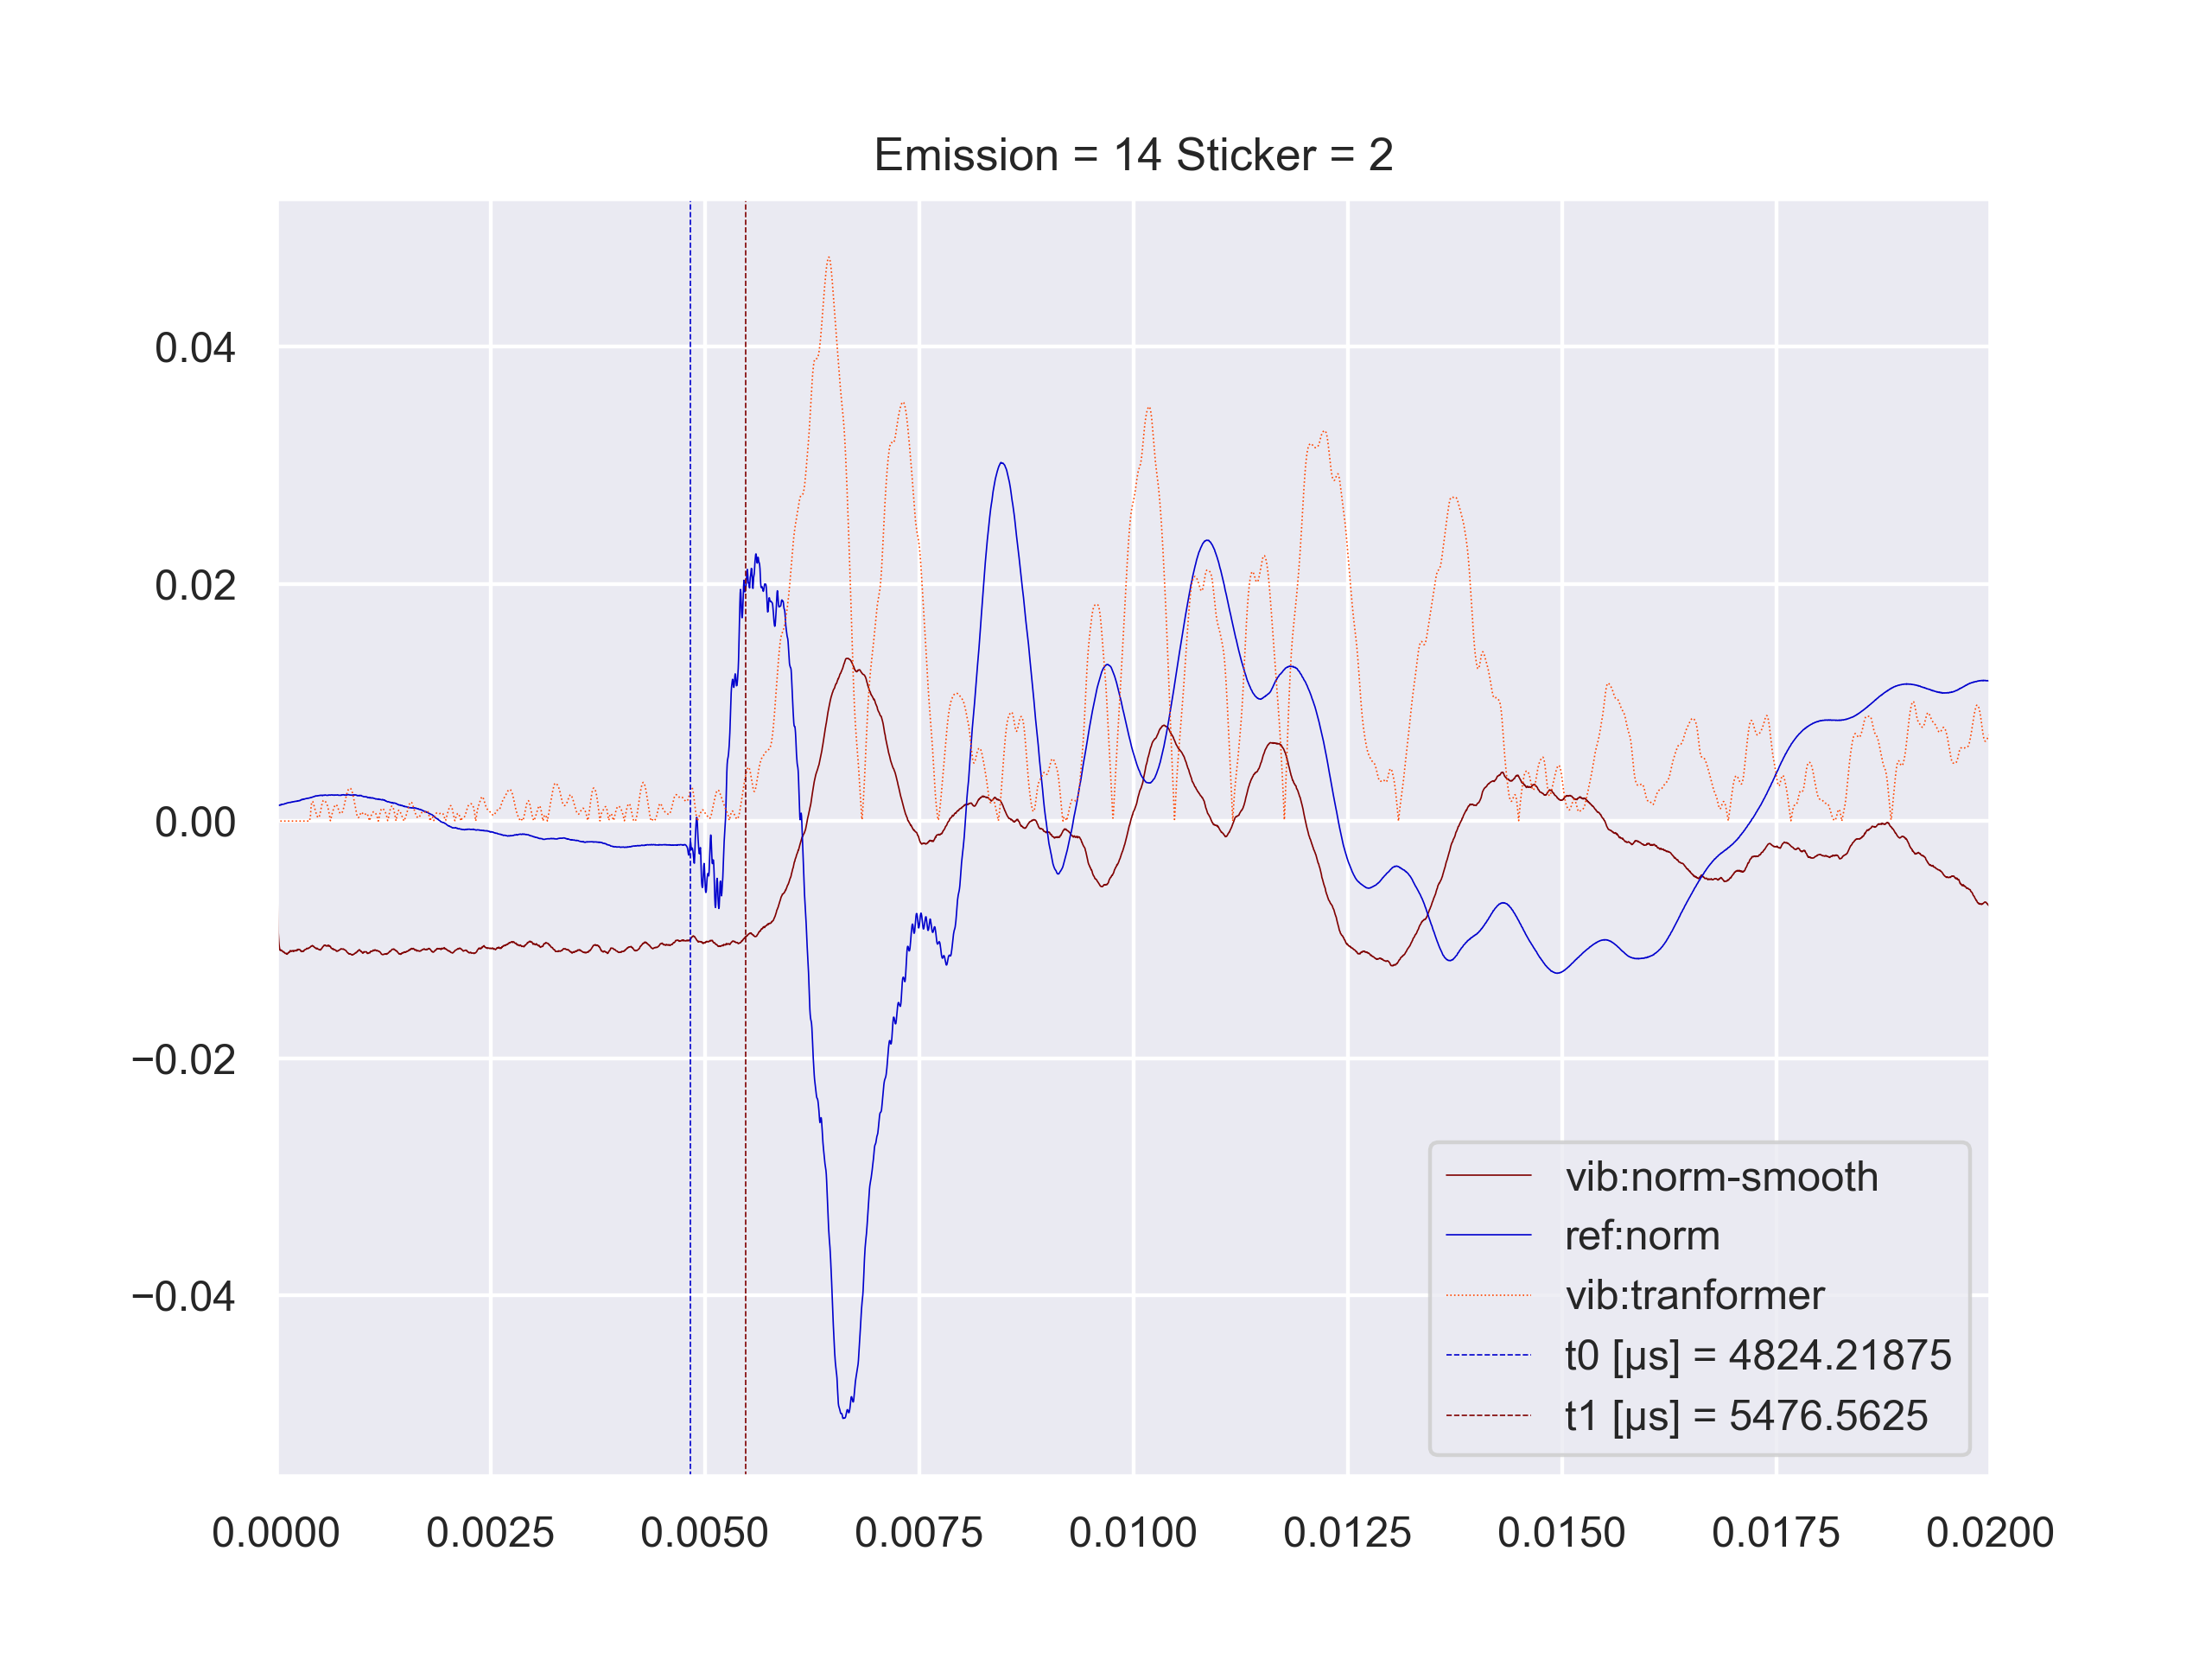 Emission = 14 Sticker = 2
0.04
0.02
0.00
−0.02
−0.04
0.0000 0.0025 0.0050 0.0075 0.0100 0.0125 0.0150 0.0175 0.0200
vib:norm-smooth
ref:norm
vib:tranformer
t0 [µs] = 4824.21875
t1 [µs] = 5476.5625